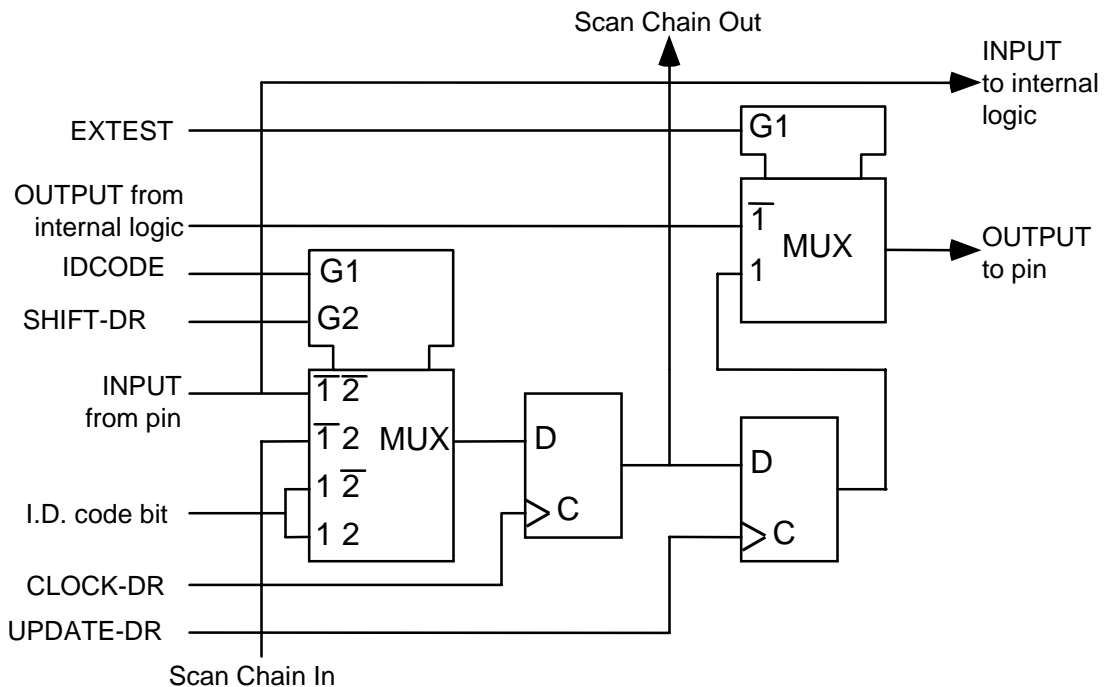 Scan Chain Out
INPUT
to internal
logic
EXTEST
G1
OUTPUT from
internal logic
1̅
MUX
1
OUTPUT
to pin
IDCODE
G1
SHIFT-DR
G2
INPUT
from pin
1̅ 2̅
1̅ 2
MUX
1 2̅
1 2
I.D. code bit
D
C
D
C
CLOCK-DR
UPDATE-DR
Scan Chain In